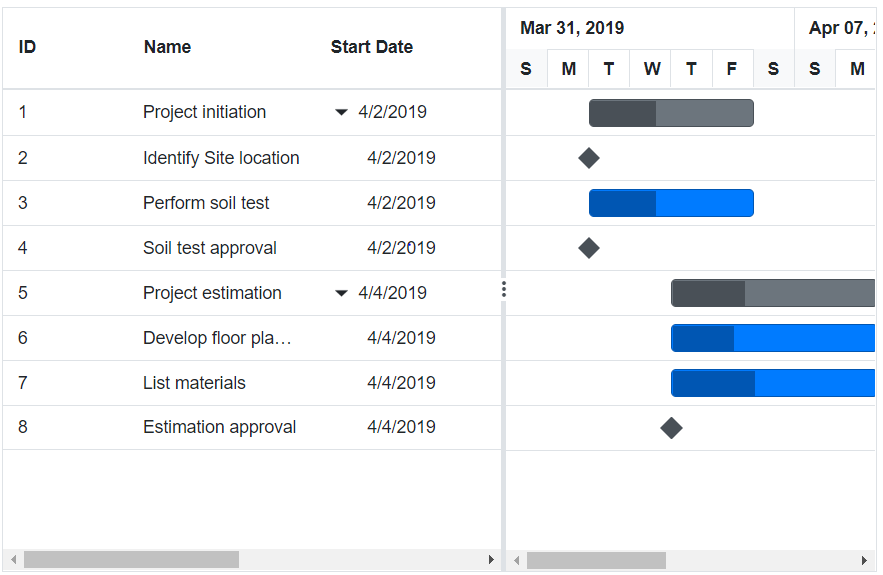 ID Name Start Date
Mar 31, 2019 Apr 07,
S M T W T F S S M
1 Project initiation 4/2/2019
2 Identify Site location 4/2/2019
3 Perform soil test 4/2/2019
4 Soil test approval 4/2/2019
5 Project estimation 4/4/2019
6 Develop floor pla… 4/4/2019
7 List materials 4/4/2019
8 Estimation approval 4/4/2019